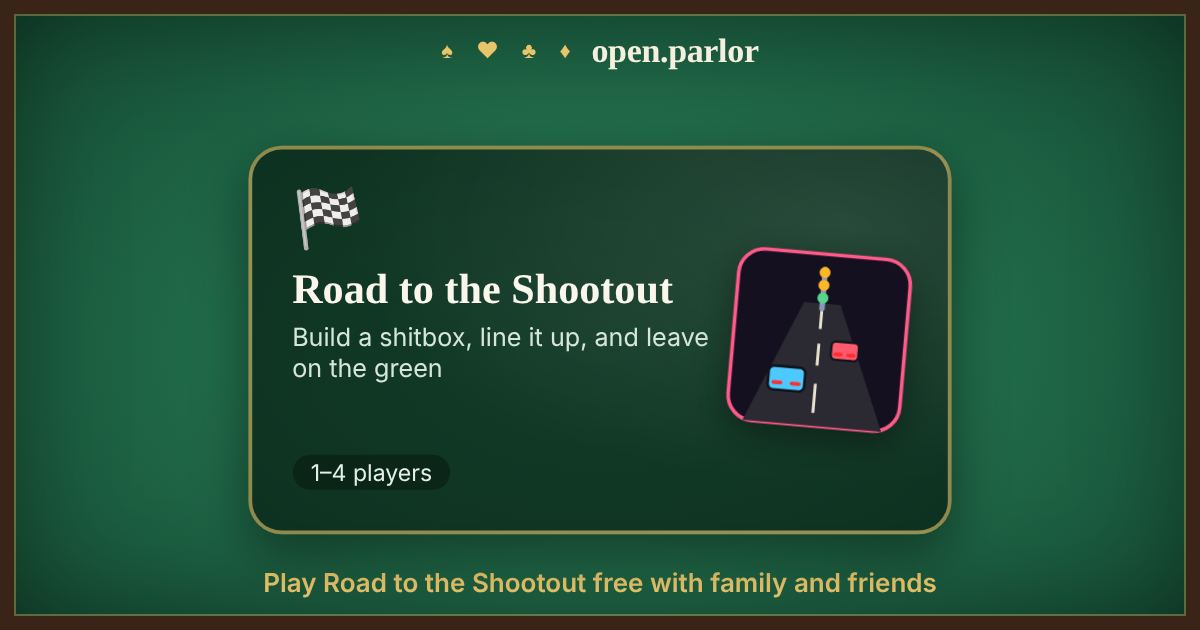 ♠ ♥ ♣ ♦ open.parlor
Road to the Shootout
Build a shitbox, line it up, and leave
on the green
1–4 players
Play Road to the Shootout free with family and friends